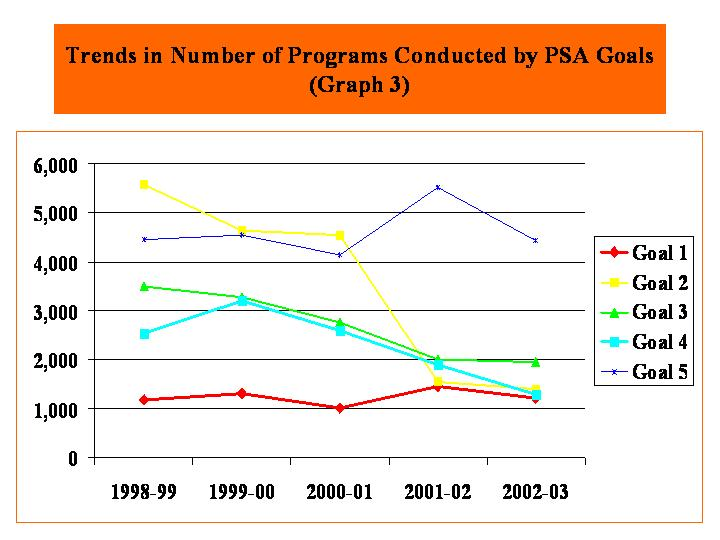 Trends in Number of Programs Conducted by PSA Goals
(Graph 3)
6,000
5,000
4,000
3,000
2,000
1,000
0
1998-99 1999-00 2000-01 2001-02 2002-03
Goal 1
Goal 2
Goal 3
Goal 4
Goal 5